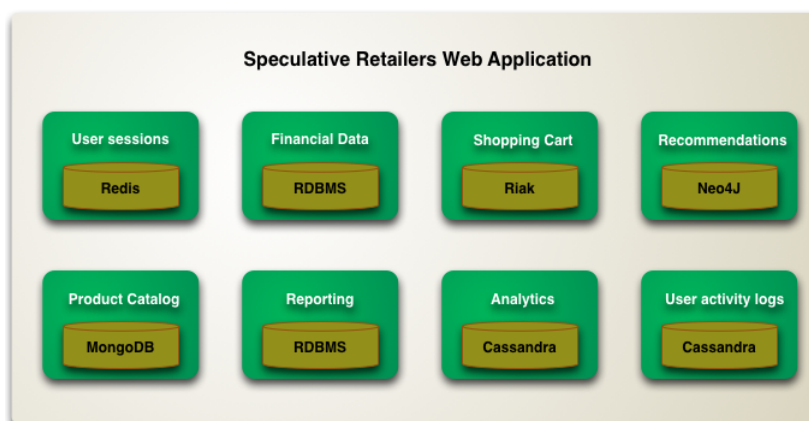 Speculative Retailers Web Application
User sessions
Redis
Financial Data
RDBMS
Shopping Cart
Riak
Recommendations
Neo4J
Product Catalog
MongoDB
Reporting
RDBMS
Analytics
Cassandra
User activity logs
Cassandra